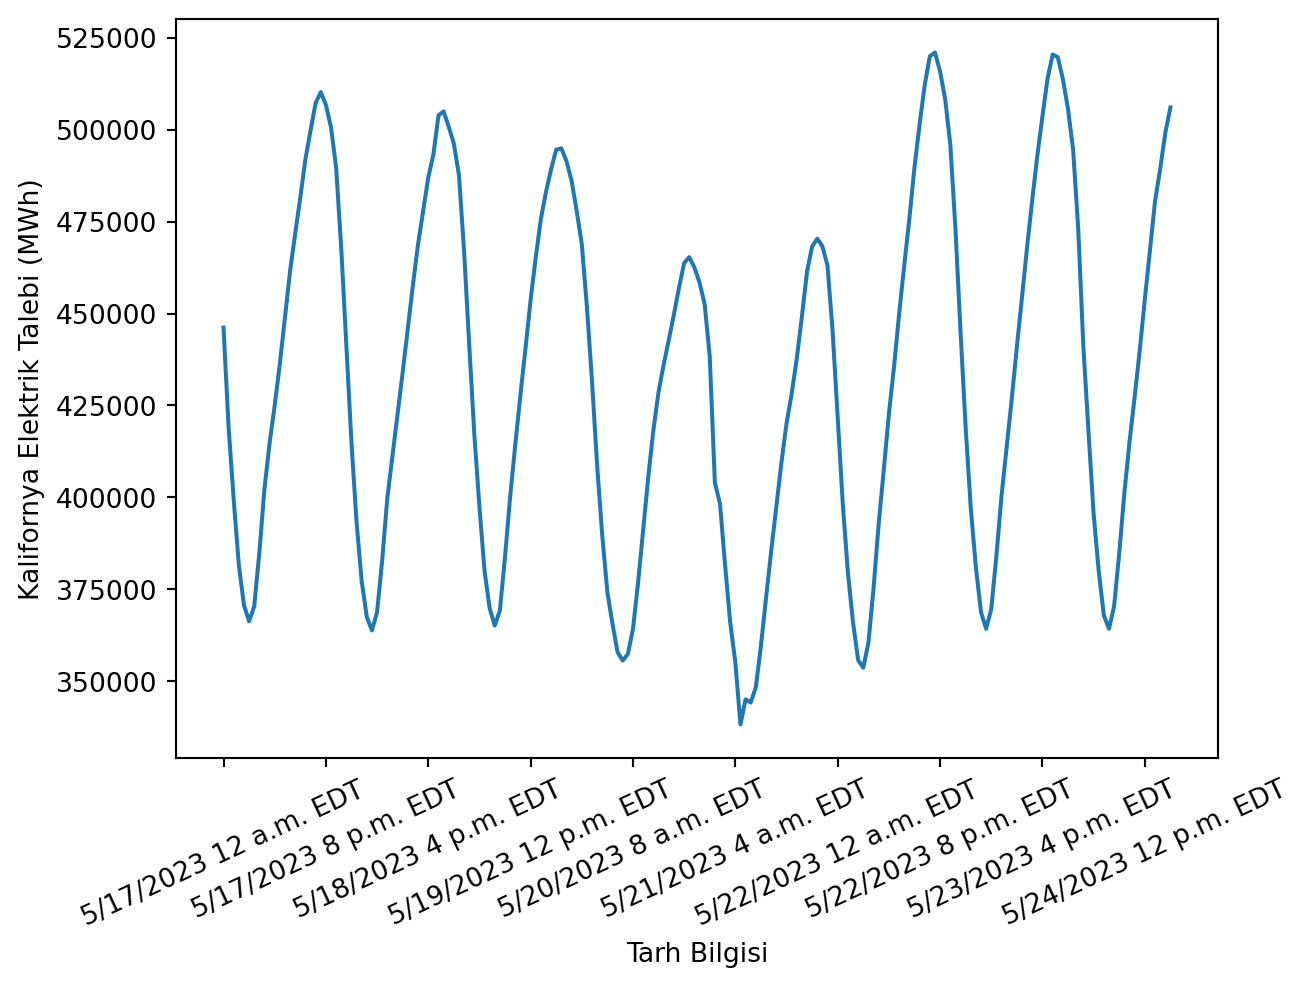 525000
500000
475000
450000
425000
400000
375000
350000
Kalifornya Elektrik Talebi (MWh)
5/17/2023 12 a.m. EDT
5/17/2023 8 p.m. EDT
5/18/2023 4 p.m. EDT
5/19/2023 12 p.m. EDT
5/20/2023 8 a.m. EDT
5/21/2023 4 a.m. EDT
5/22/2023 12 a.m. EDT
5/22/2023 8 p.m. EDT
5/23/2023 4 p.m. EDT
5/24/2023 12 p.m. EDT
Tarh Bilgisi